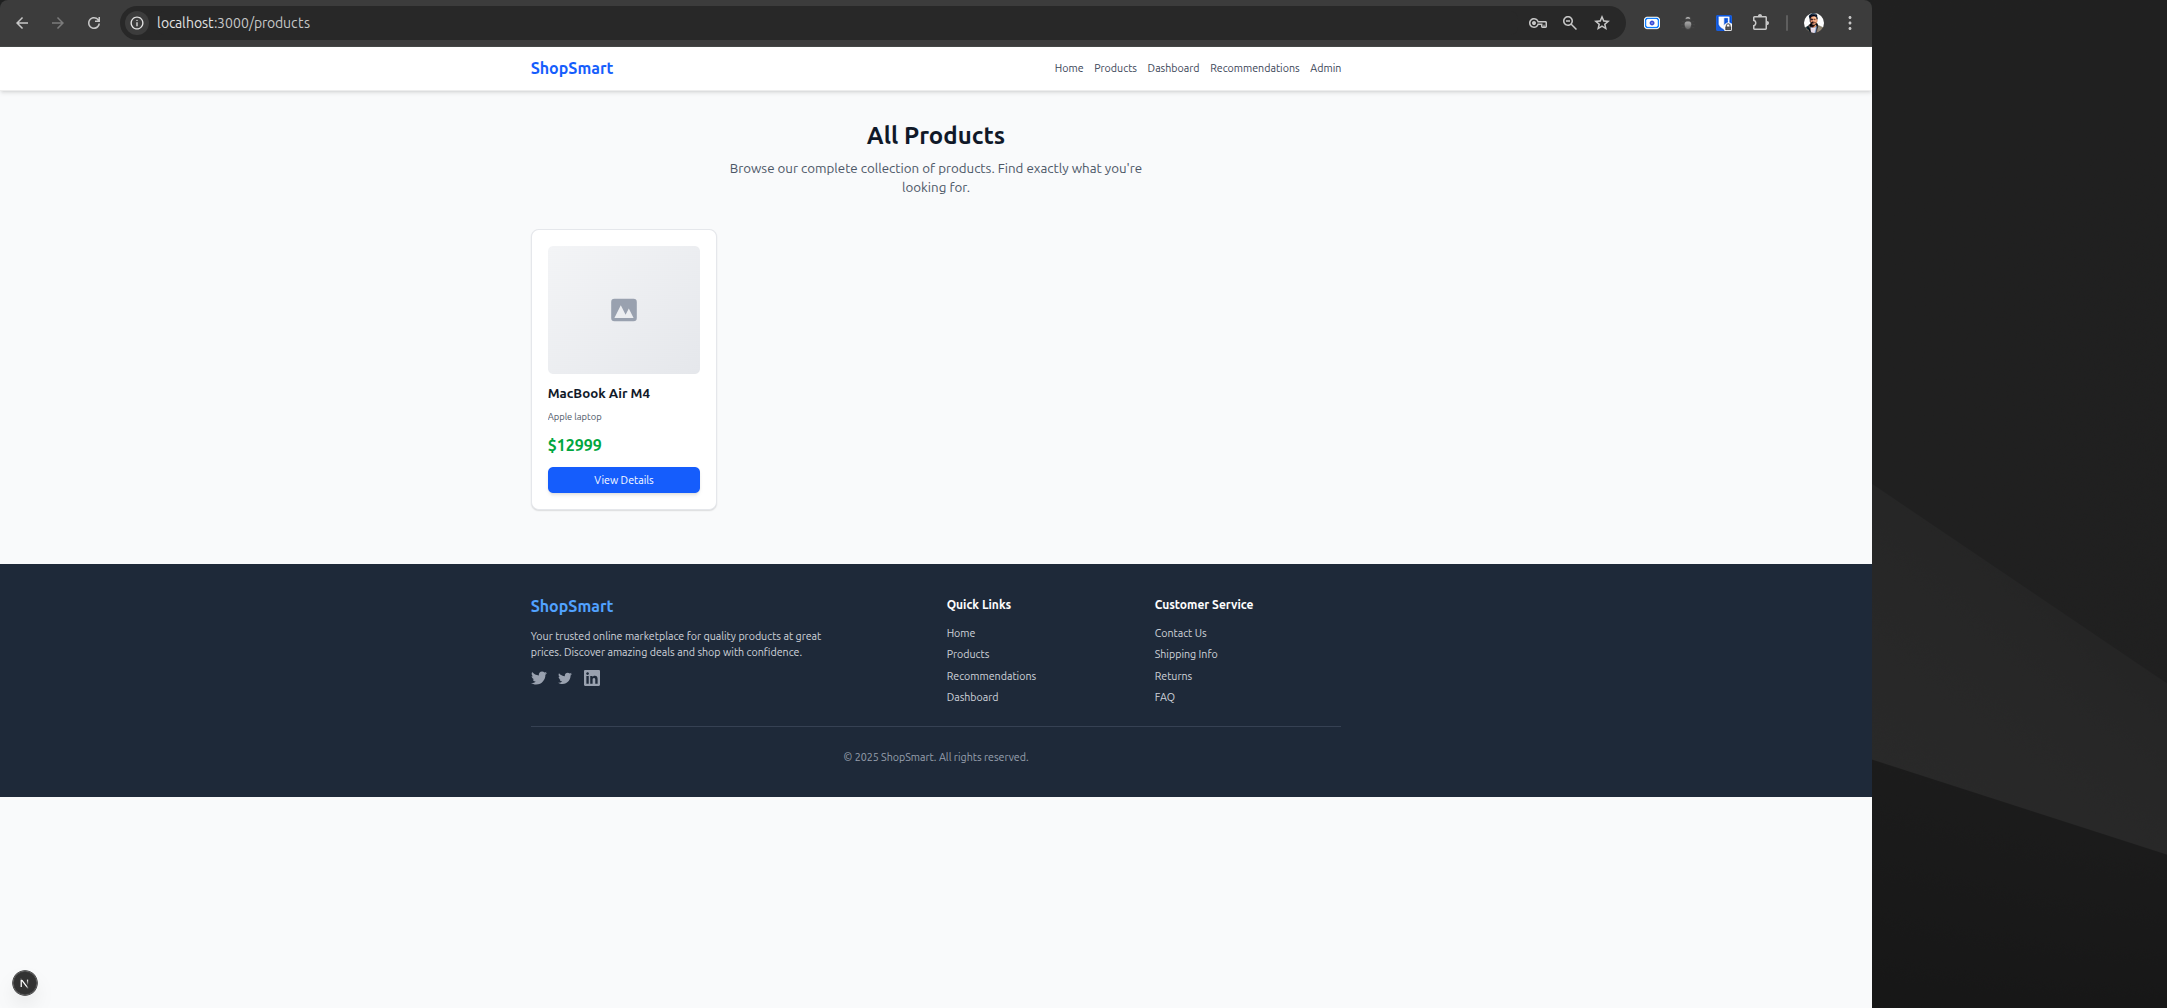 localhost:3000/products
ShopSmart
Home Products Dashboard Recommendations Admin
All Products
Browse our complete collection of products. Find exactly what you're
looking for.
MacBook Air M4
Apple laptop
$12999
View Details
ShopSmart
Your trusted online marketplace for quality products at great
prices. Discover amazing deals and shop with confidence.
in
Quick Links
Home
Products
Recommendations
Dashboard
Customer Service
Contact Us
Shipping Info
Returns
FAQ
© 2025 ShopSmart. All rights reserved.
N